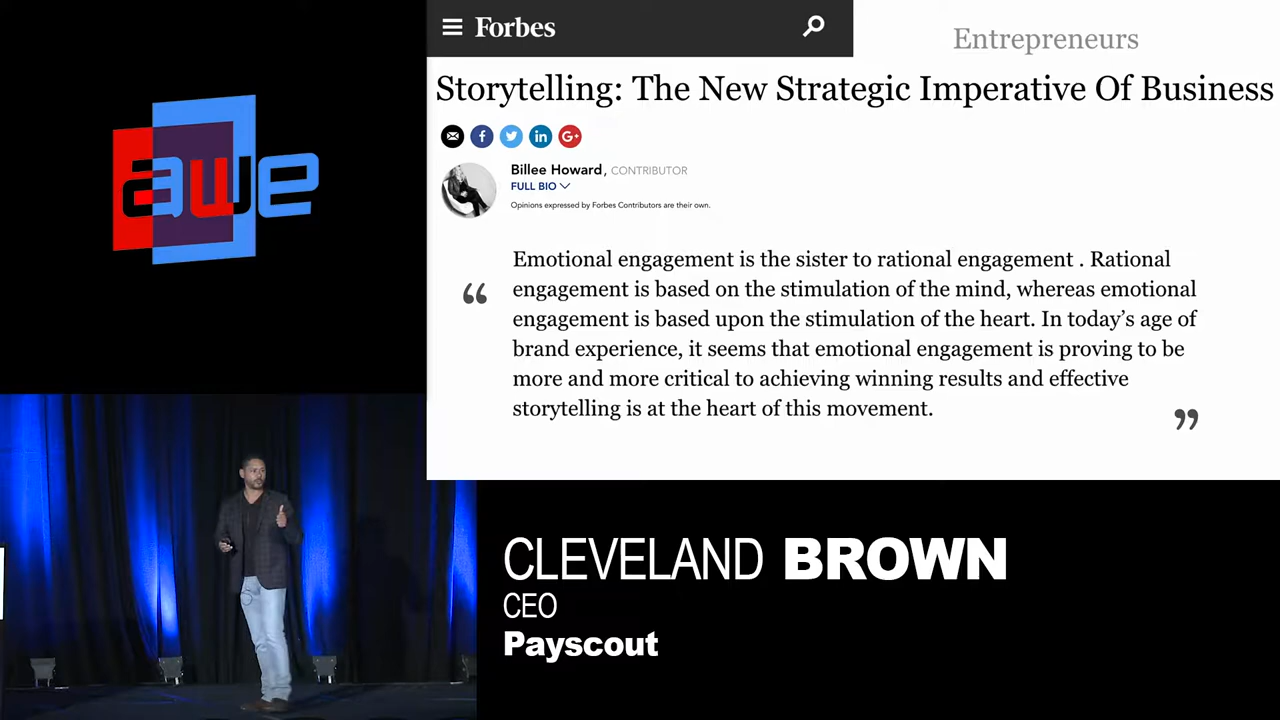 awe
Forbes
Entrepreneurs
Storytelling: The New Strategic Imperative Of Business
Billee Howard, CONTRIBUTOR
FULL BIO
Opinions expressed by Forbes Contributors are their own.
“ Emotional engagement is the sister to rational engagement . Rational
engagement is based on the stimulation of the mind, whereas emotional
engagement is based upon the stimulation of the heart. In today’s age of
brand experience, it seems that emotional engagement is proving to be
more and more critical to achieving winning results and effective
storytelling is at the heart of this movement. ”
CLEVELAND BROWN
CEO
Payscout